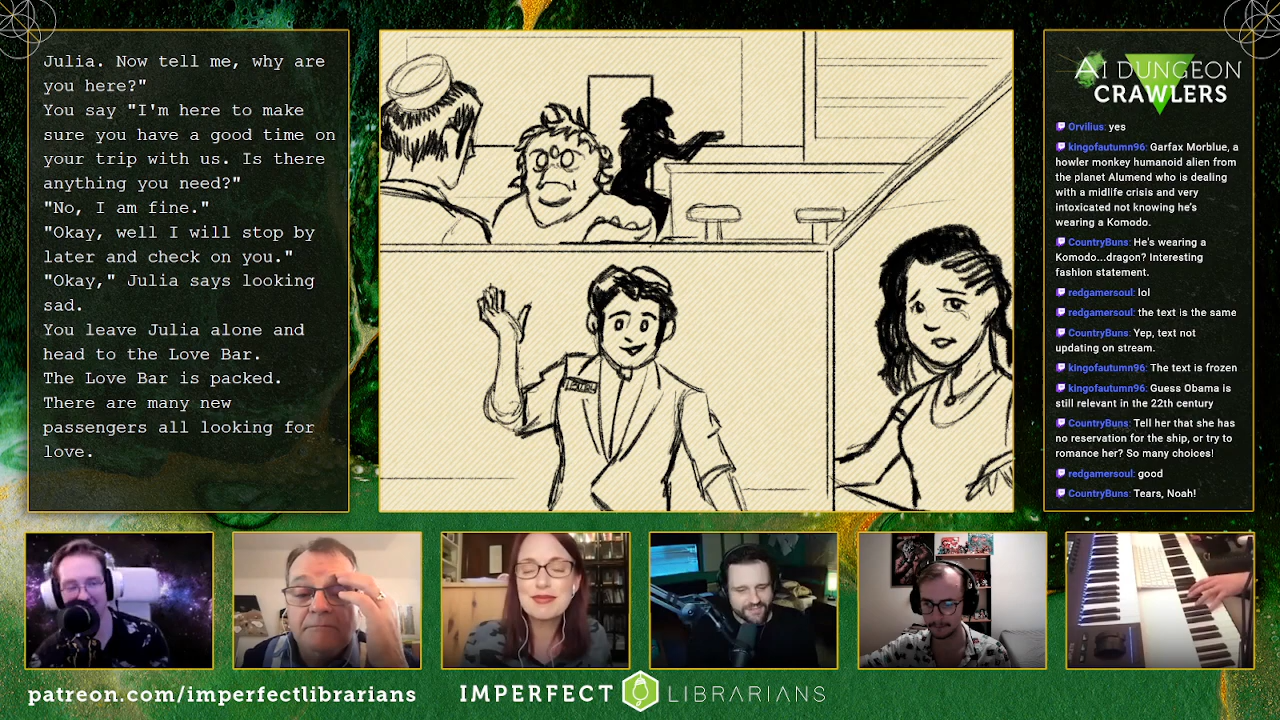 Julia. Now tell me, why are
you here?"
You say "I'm here to make
sure you have a good time on
your trip with us. Is there
anything you need?"
"No, I am fine."
"Okay, well I will stop by
later and check on you."
"Okay," Julia says looking
sad.
You leave Julia alone and
head to the Love Bar.
The Love Bar is packed.
There are many new
passengers all looking for
love.
AI DUNGEON
CRAWLERS
Orvilius: yes
kingofautumn96: Garfax Morblue, a
howler monkey humanoid alien from
the planet Alumend who is dealing
with a midlife crisis and very
intoxicated not knowing he's
wearing a Komodo.
CountryBuns: He's wearing a
Komodo...dragon? Interesting
fashion statement.
redgamersoul: lol
redgamersoul: the text is the same
CountryBuns: Yep, text not
updating on stream.
kingofautumn96: The text is frozen
kingofautumn96: Guess Obama is
still relevant in the 22th century
CountryBuns: Tell her that she has
no reservation for the ship, or try to
romance her? So many choices!
redgamersoul: good
CountryBuns: Tears, Noah!
patreon.com/imperfectlibrarians
IMPERFECT LIBRARIANS